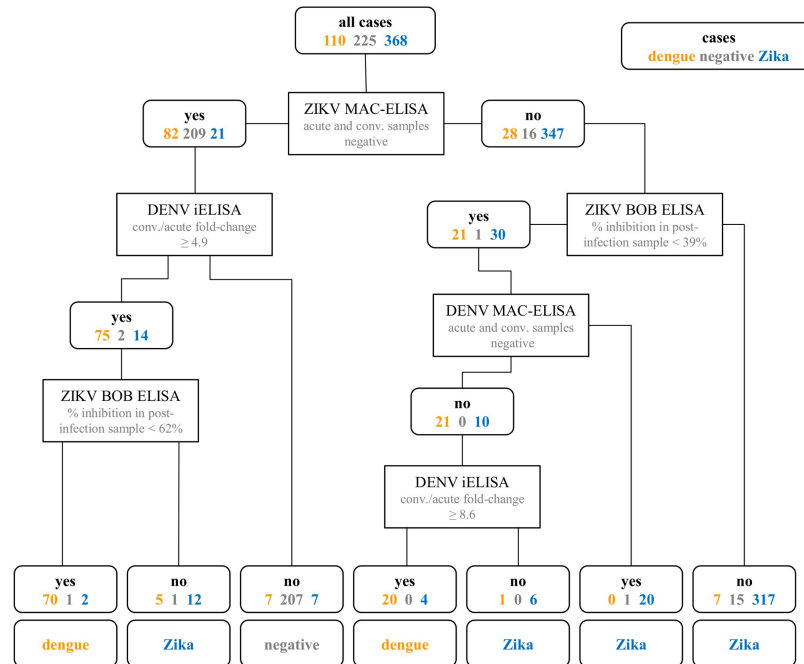 all cases
110 225 368
cases
dengue negative Zika
yes
82 209 21
ZIKV MAC-ELISA
acute and conv. samples
negative
no
28 16 347
DENV iELISA
conv./acute fold-change
≥ 4.9
yes
21 1 30
ZIKV BOB ELISA
% inhibition in post-
infection sample < 39%
yes
75 2 14
DENV MAC-ELISA
acute and conv. samples
negative
ZIKV BOB ELISA
% inhibition in post-
infection sample < 62%
no
21 0 10
DENV iELISA
conv./acute fold-change
≥ 8.6
yes
70 1 2
no
5 1 12
no
7 207 7
yes
20 0 4
no
1 0 6
yes
0 1 20
no
7 15 317
dengue
Zika
negative
dengue
Zika
Zika
Zika